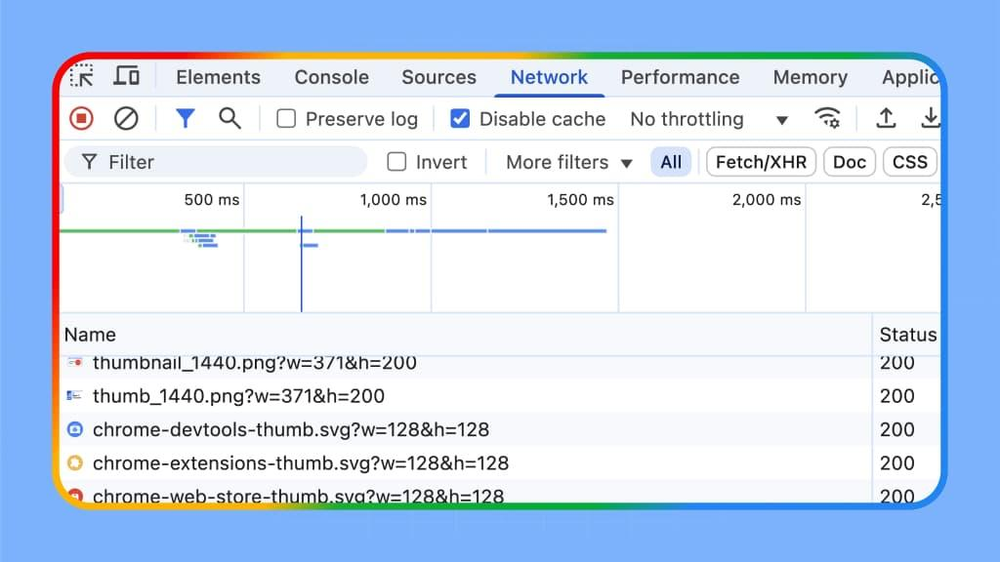 Elements Console Sources Network Performance Memory Applic
Preserve log Disable cache No throttling
Filter Invert More filters All Fetch/XHR Doc CSS
500 ms 1,000 ms 1,500 ms 2,000 ms 2,5
Name Status
thumbnail_1440.png?w=371&h=200 200
thumb_1440.png?w=371&h=200 200
chrome-devtools-thumb.svg?w=128&h=128 200
chrome-extensions-thumb.svg?w=128&h=128 200
chrome-web-store-thumb.svg?w=128&h=128 200